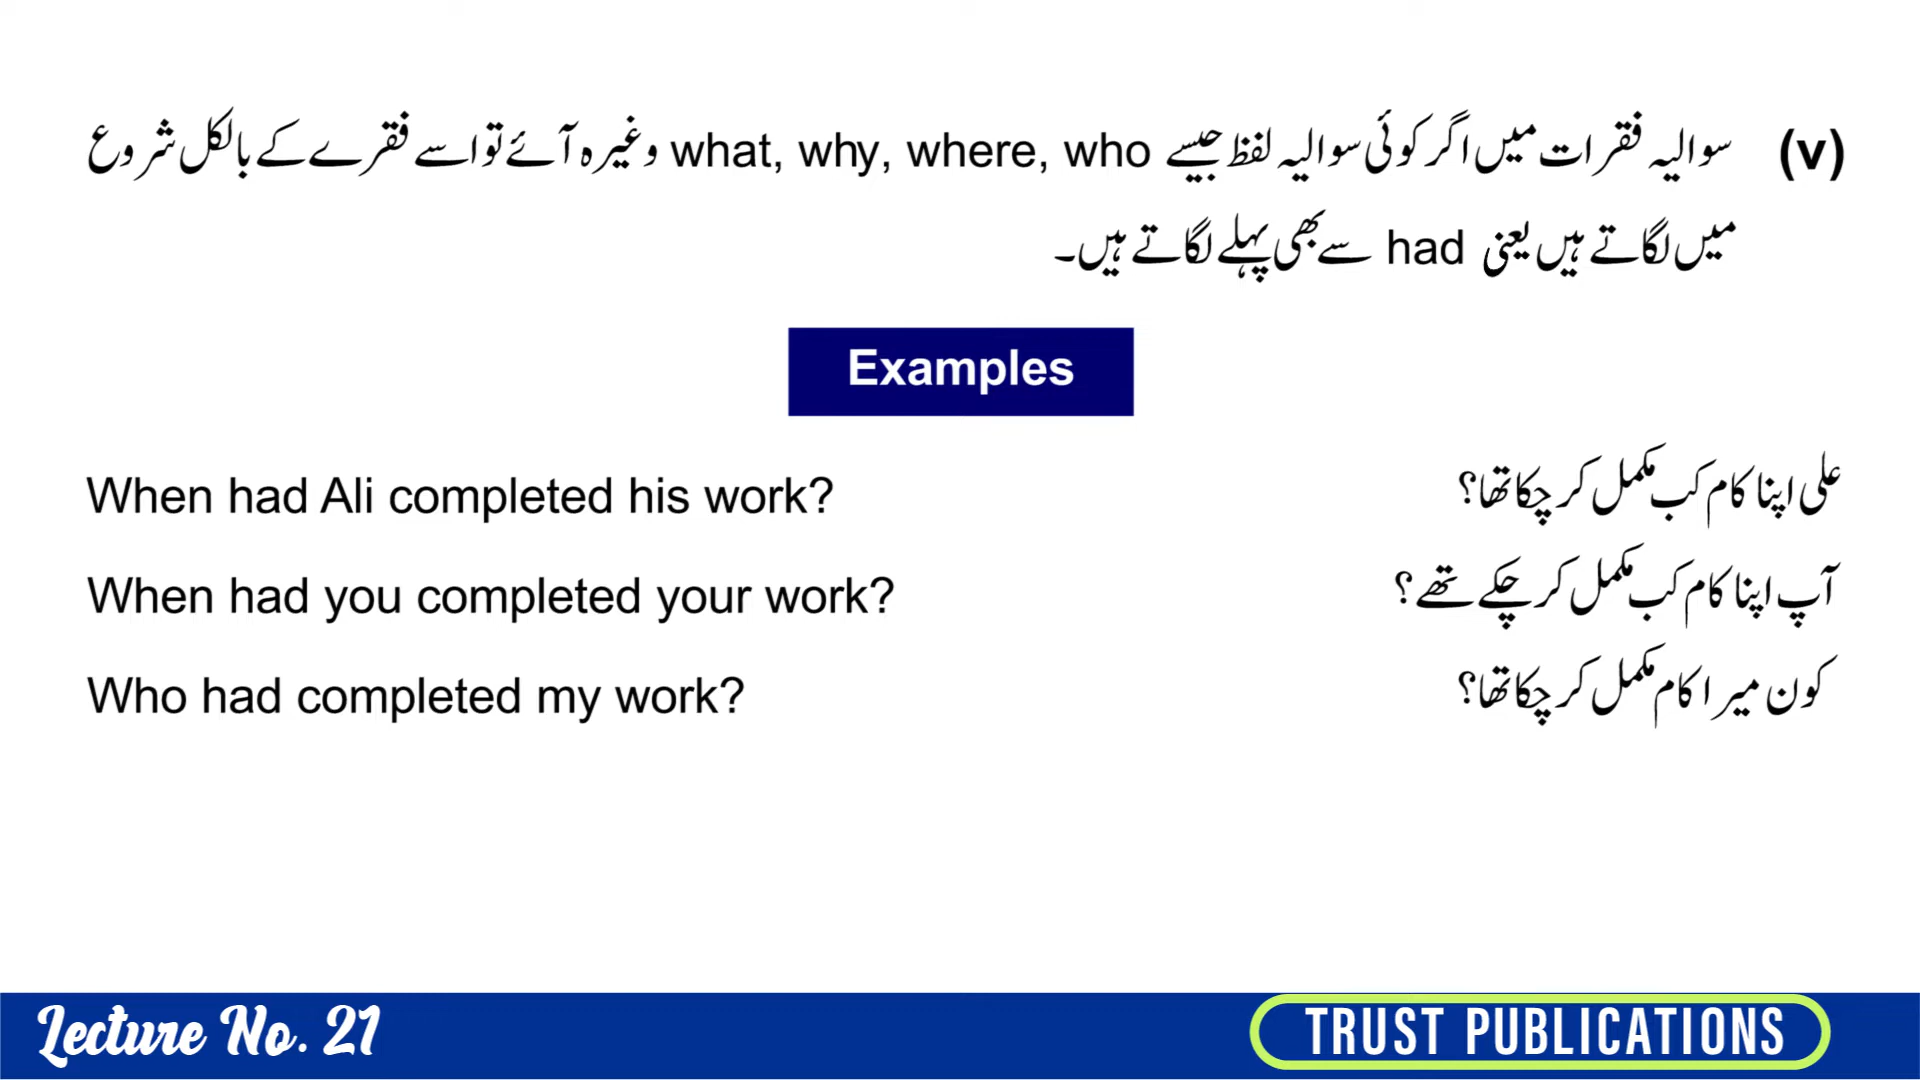 (v) سوالیہ فقرات میں اگر کوئی سوالیہ لفظ جیسے what, why, where, who وغیرہ آئے تو اسے فقرے کے بالکل شروع
میں لگاتے ہیں یعنی had سے بھی پہلے لگاتے ہیں۔
Examples
When had Ali completed his work? علی اپنا کام کب مکمل کر چکا تھا؟
When had you completed your work? آپ اپنا کام کب مکمل کر چکے تھے؟
Who had completed my work? کون میرا کام مکمل کر چکا تھا؟
Lecture No. 21 TRUST PUBLICATIONS